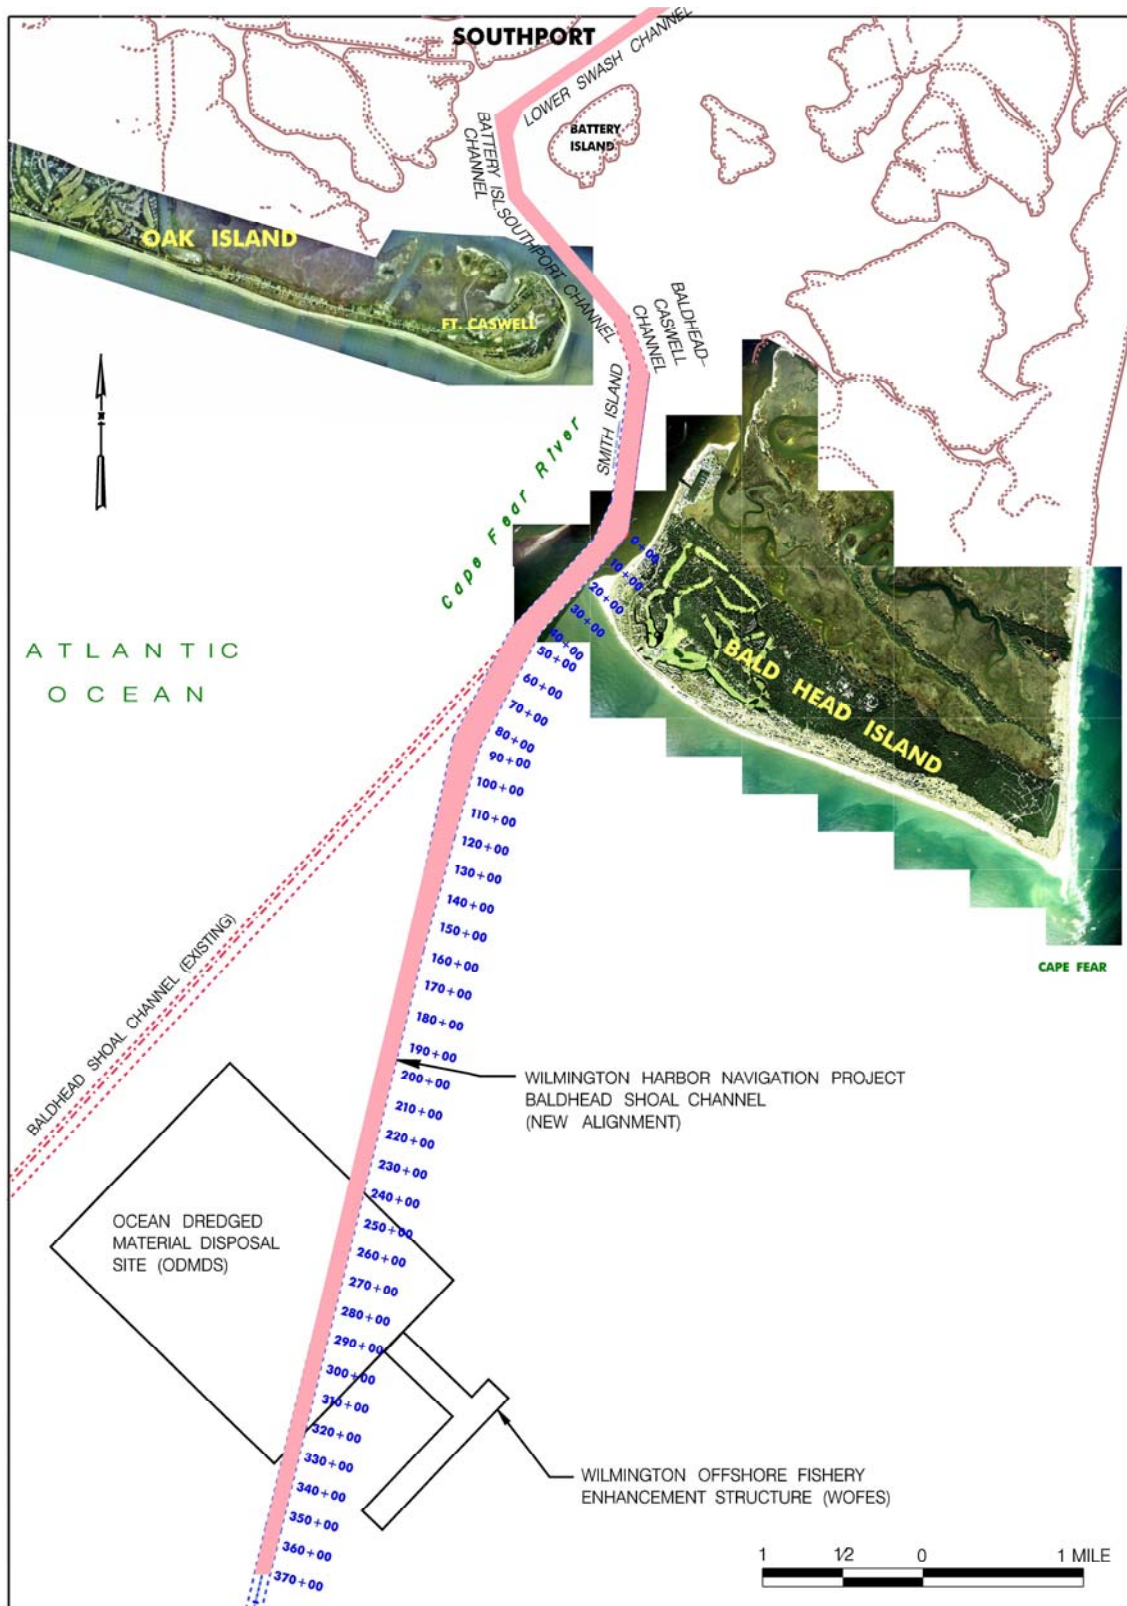 SOUTHPORT
LOWER SWASH CHANNEL
BATTERY
ISLAND
BATTERY ISL.
CHANNEL
SOUTHPORT CHANNEL
OAK ISLAND
FT. CASWELL
BALDHEAD-
CASWELL
CHANNEL
SMITH ISLAND
N
Cape Fear River
ATLANTIC
OCEAN
BALD HEAD ISLAND
CAPE FEAR
0+00
10+00
20+00
30+00
40+00
50+00
60+00
70+00
80+00
90+00
100+00
110+00
120+00
130+00
140+00
150+00
160+00
170+00
180+00
190+00
200+00
210+00
220+00
230+00
240+00
250+00
260+00
270+00
280+00
290+00
300+00
310+00
320+00
330+00
340+00
350+00
360+00
370+00
BALDHEAD SHOAL CHANNEL (EXISTING)
WILMINGTON HARBOR NAVIGATION PROJECT
BALDHEAD SHOAL CHANNEL
(NEW ALIGNMENT)
OCEAN DREDGED
MATERIAL DISPOSAL
SITE (ODMDS)
WILMINGTON OFFSHORE FISHERY
ENHANCEMENT STRUCTURE (WOFES)
1 1/2 0 1 MILE